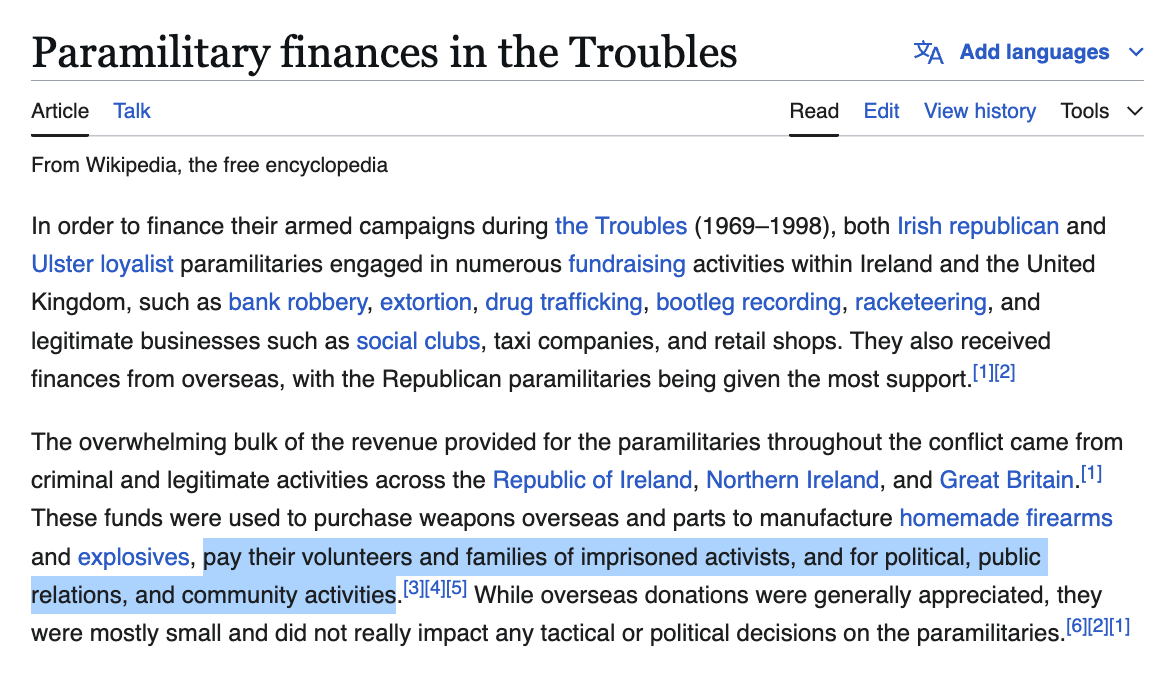 Paramilitary finances in the Troubles
Add languages
Article Talk Read Edit View history Tools
From Wikipedia, the free encyclopedia
In order to finance their armed campaigns during the Troubles (1969–1998), both Irish republican and
Ulster loyalist paramilitaries engaged in numerous fundraising activities within Ireland and the United
Kingdom, such as bank robbery, extortion, drug trafficking, bootleg recording, racketeering, and
legitimate businesses such as social clubs, taxi companies, and retail shops. They also received
finances from overseas, with the Republican paramilitaries being given the most support.[1][2]
The overwhelming bulk of the revenue provided for the paramilitaries throughout the conflict came from
criminal and legitimate activities across the Republic of Ireland, Northern Ireland, and Great Britain.[1]
These funds were used to purchase weapons overseas and parts to manufacture homemade firearms
and explosives, pay their volunteers and families of imprisoned activists, and for political, public
relations, and community activities.[3][4][5] While overseas donations were generally appreciated, they
were mostly small and did not really impact any tactical or political decisions on the paramilitaries.[6][2][1]